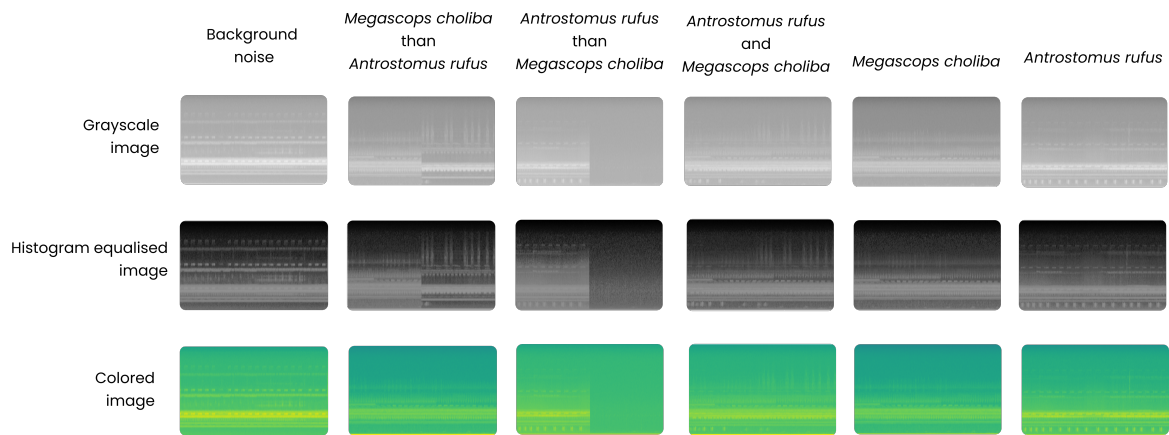 Background
noise
Megascops choliba
than
Antrostomus rufus
Antrostomus rufus
than
Megascops choliba
Antrostomus rufus
and
Megascops choliba
Megascops choliba
Antrostomus rufus
Grayscale
image
Histogram equalised
image
Colored
image